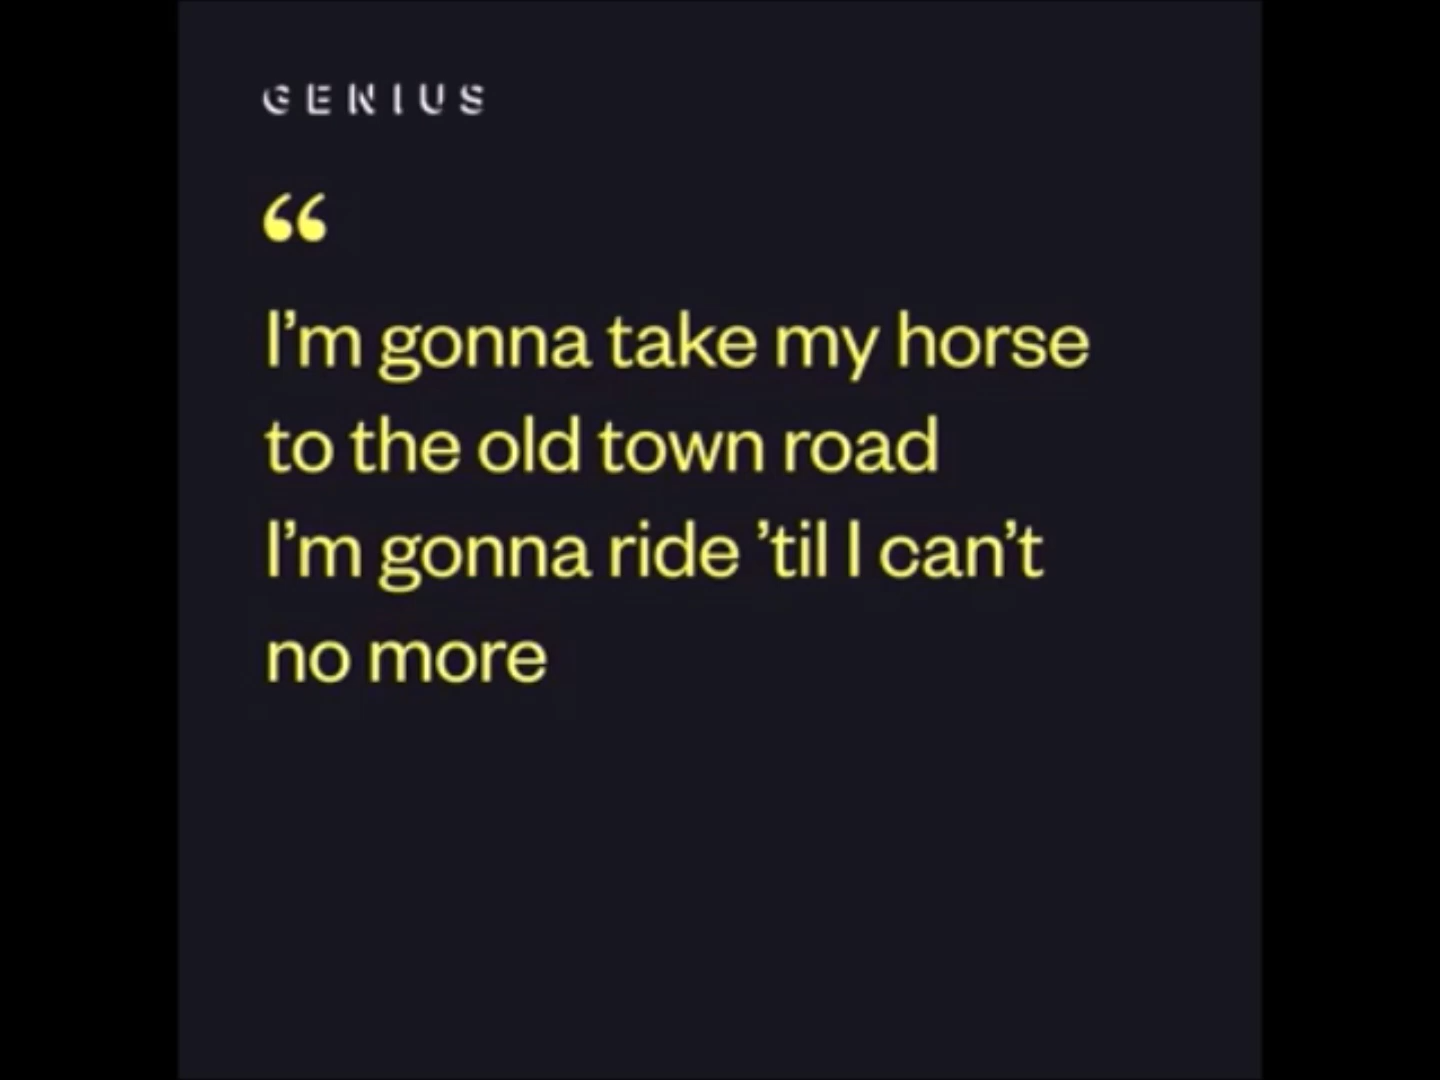 GENIUS
“
I’m gonna take my horse
to the old town road
I’m gonna ride ’til I can’t
no more